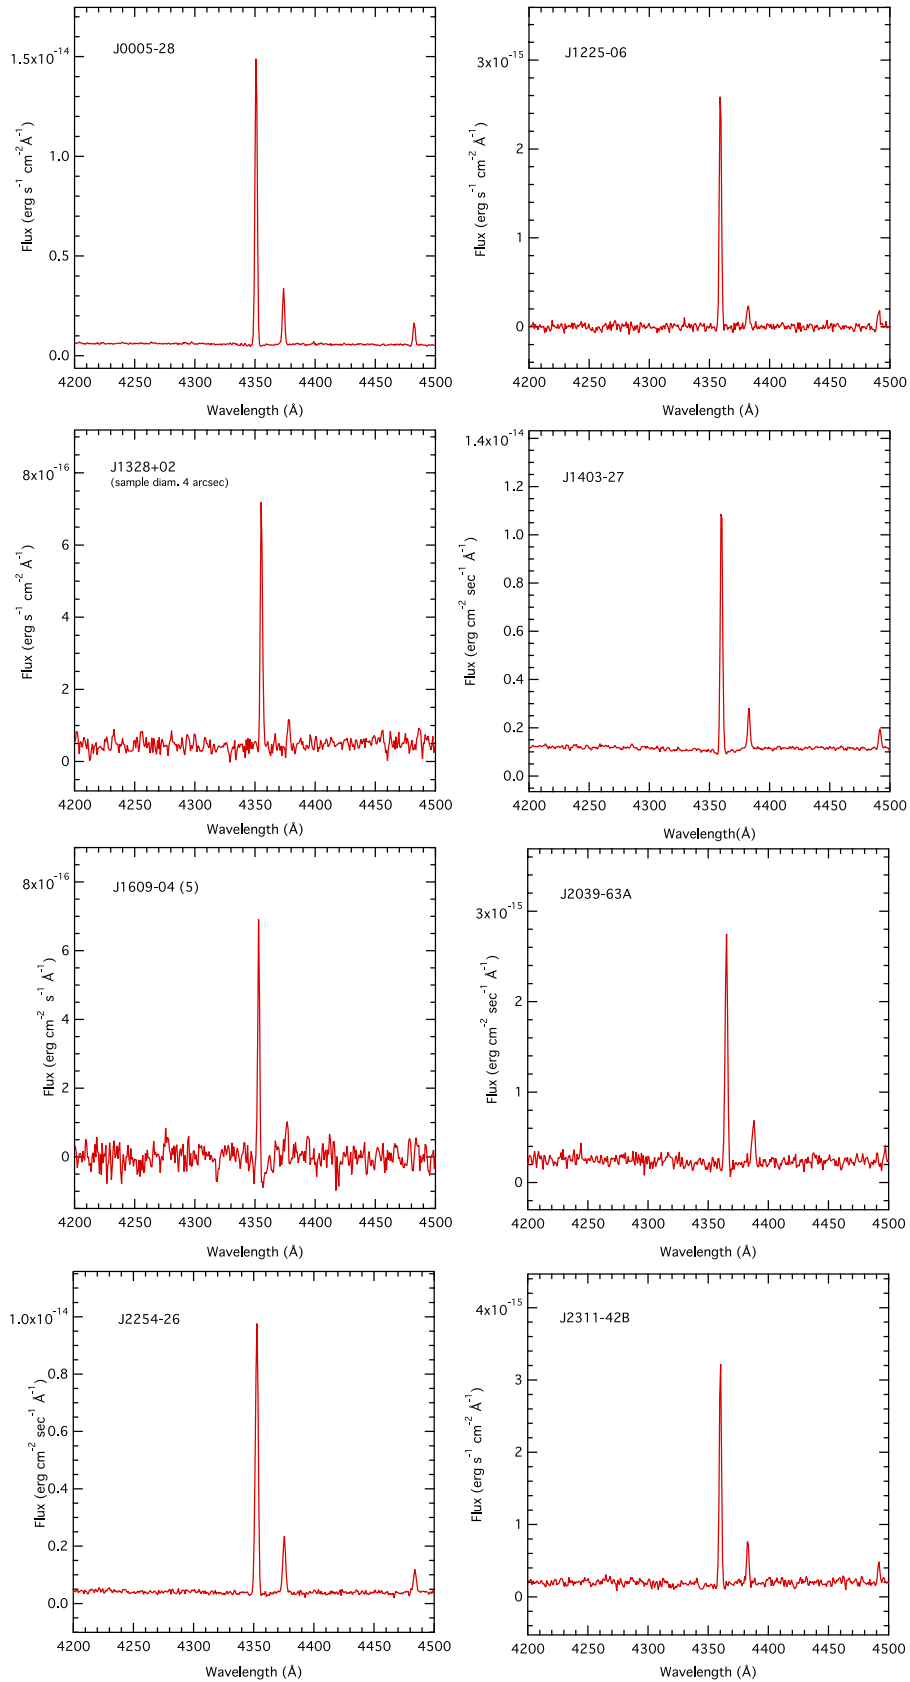 J0005-28
1.5x10-14
1.0
0.5
0.0
Flux (erg s-1 cm-2 Å-1)
4200 4250 4300 4350 4400 4450 4500
Wavelength (Å)
J1225-06
3x10-15
2
1
0
Flux (erg s-1 cm-2 Å-1)
4200 4250 4300 4350 4400 4450 4500
Wavelength (Å)
J1328+02
(sample diam. 4 arcsec)
8x10-16
6
4
2
0
Flux (erg s-1 cm-2 Å-1)
4200 4250 4300 4350 4400 4450 4500
Wavelength (Å)
J1403-27
1.4x10-14
1.2
1.0
0.8
0.6
0.4
0.2
0.0
Flux (erg cm-2 sec-1 Å-1)
4200 4250 4300 4350 4400 4450 4500
Wavelength(Å)
J1609-04 (5)
8x10-16
6
4
2
0
Flux (erg cm-2 s-1 Å-1)
4200 4250 4300 4350 4400 4450 4500
Wavelength (Å)
J2039-63A
3x10-15
2
1
0
Flux (erg cm-2 sec-1 Å-1)
4200 4250 4300 4350 4400 4450 4500
Wavelength (Å)
J2254-26
1.0x10-14
0.8
0.6
0.4
0.2
0.0
Flux (erg cm-2 sec-1 Å-1)
4200 4250 4300 4350 4400 4450 4500
Wavelength (Å)
J2311-42B
4x10-15
3
2
1
0
Flux (erg s-1 cm-2 Å-1)
4200 4250 4300 4350 4400 4450 4500
Wavelength (Å)